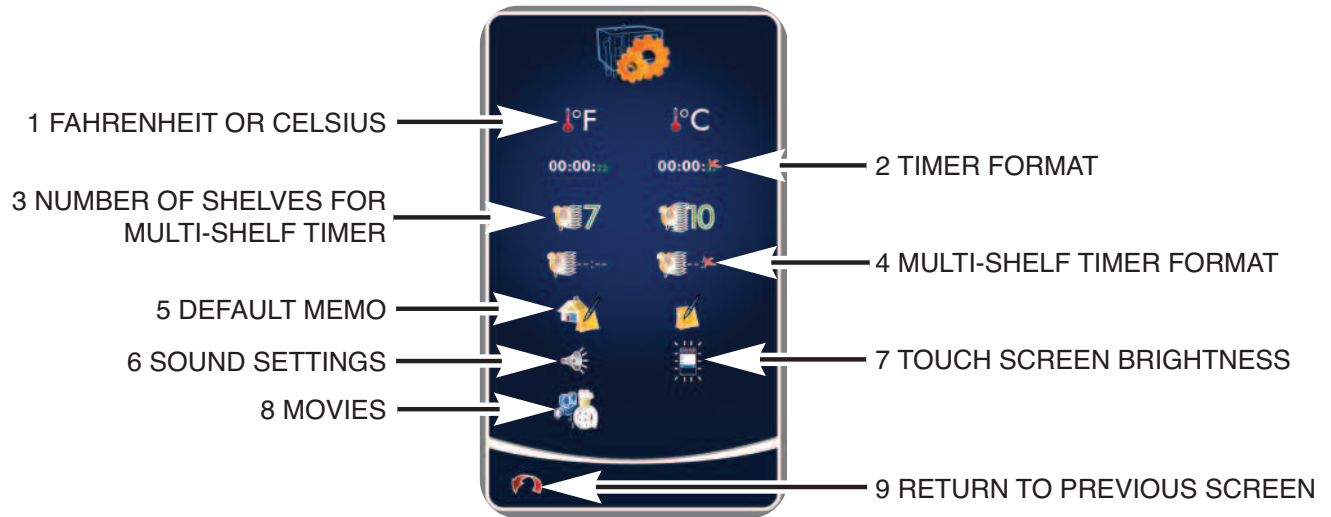 1 FAHRENHEIT OR CELSIUS
°F
°C
00:00:
00:00:
2 TIMER FORMAT
3 NUMBER OF SHELVES FOR
MULTI-SHELF TIMER
7
10
--:--
4 MULTI-SHELF TIMER FORMAT
5 DEFAULT MEMO
6 SOUND SETTINGS
7 TOUCH SCREEN BRIGHTNESS
8 MOVIES
9 RETURN TO PREVIOUS SCREEN